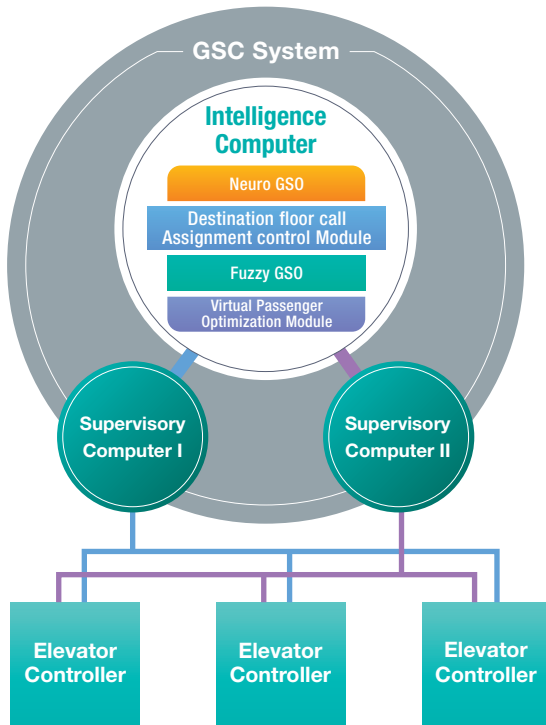 GSC System
Intelligence
Computer
Neuro GSO
Destination floor call
Assignment control Module
Fuzzy GSO
Virtual Passenger
Optimization Module
Supervisory
Computer I
Supervisory
Computer II
Elevator
Controller
Elevator
Controller
Elevator
Controller